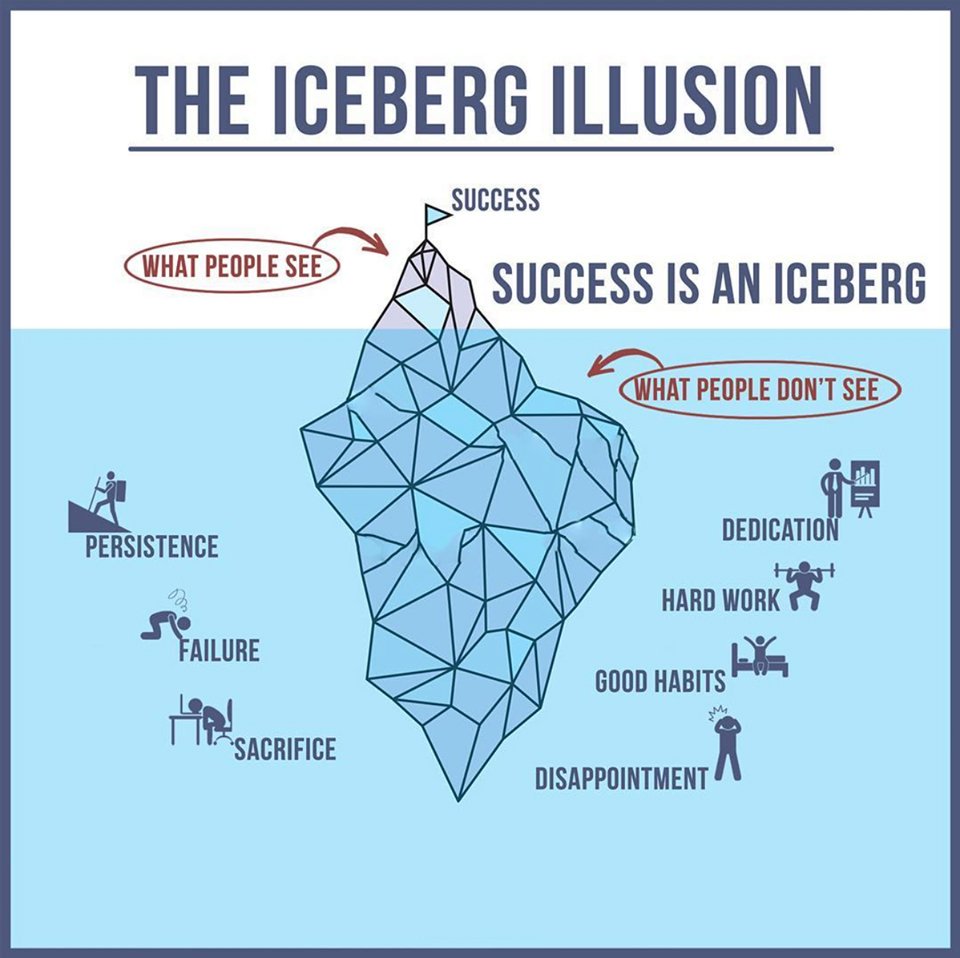 THE ICEBERG ILLUSION
SUCCESS
WHAT PEOPLE SEE
SUCCESS IS AN ICEBERG
WHAT PEOPLE DON'T SEE
PERSISTENCE
FAILURE
SACRIFICE
DEDICATION
HARD WORK
GOOD HABITS
DISAPPOINTMENT